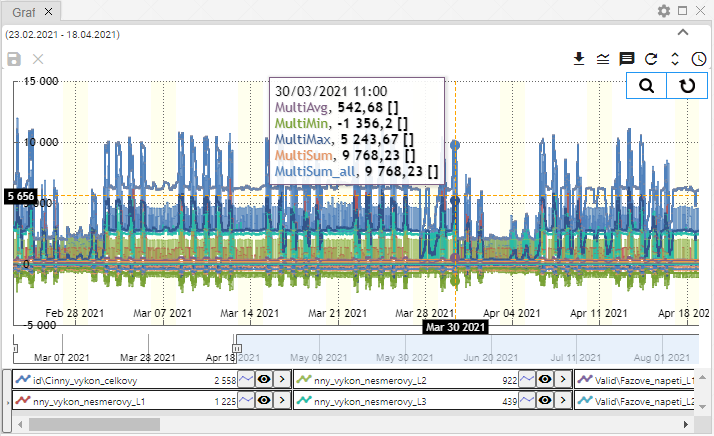 Graf
(23.02.2021 - 18.04.2021)
15 000
30/03/2021 11:00
MultiAvg, 542,68 []
MultiMin, -1 356,2 []
MultiMax, 5 243,67 []
MultiSum, 9 768,23 []
MultiSum_all, 9 768,23 []
10 000
5 656
5 000
0
-5 000
Feb 28 2021 Mar 07 2021 Mar 14 2021 Mar 21 2021 Mar 28 2021 Apr 04 2021 Apr 11 2021 Apr 18 202
Mar 30 2021
Mar 07 2021 Mar 28 2021 Apr 18 2021 May 09 2021 May 30 2021 Jun 20 2021 Jul 11 2021 Aug 01 2021
id\Cinny_vykon_celkovy 2 558 nny_vykon_nesmerovy_L2 922 Valid\Fazove_napeti_L1
nny_vykon_nesmerovy_L1 1 225 nny_vykon_nesmerovy_L3 439 Valid\Fazove_napeti_L2